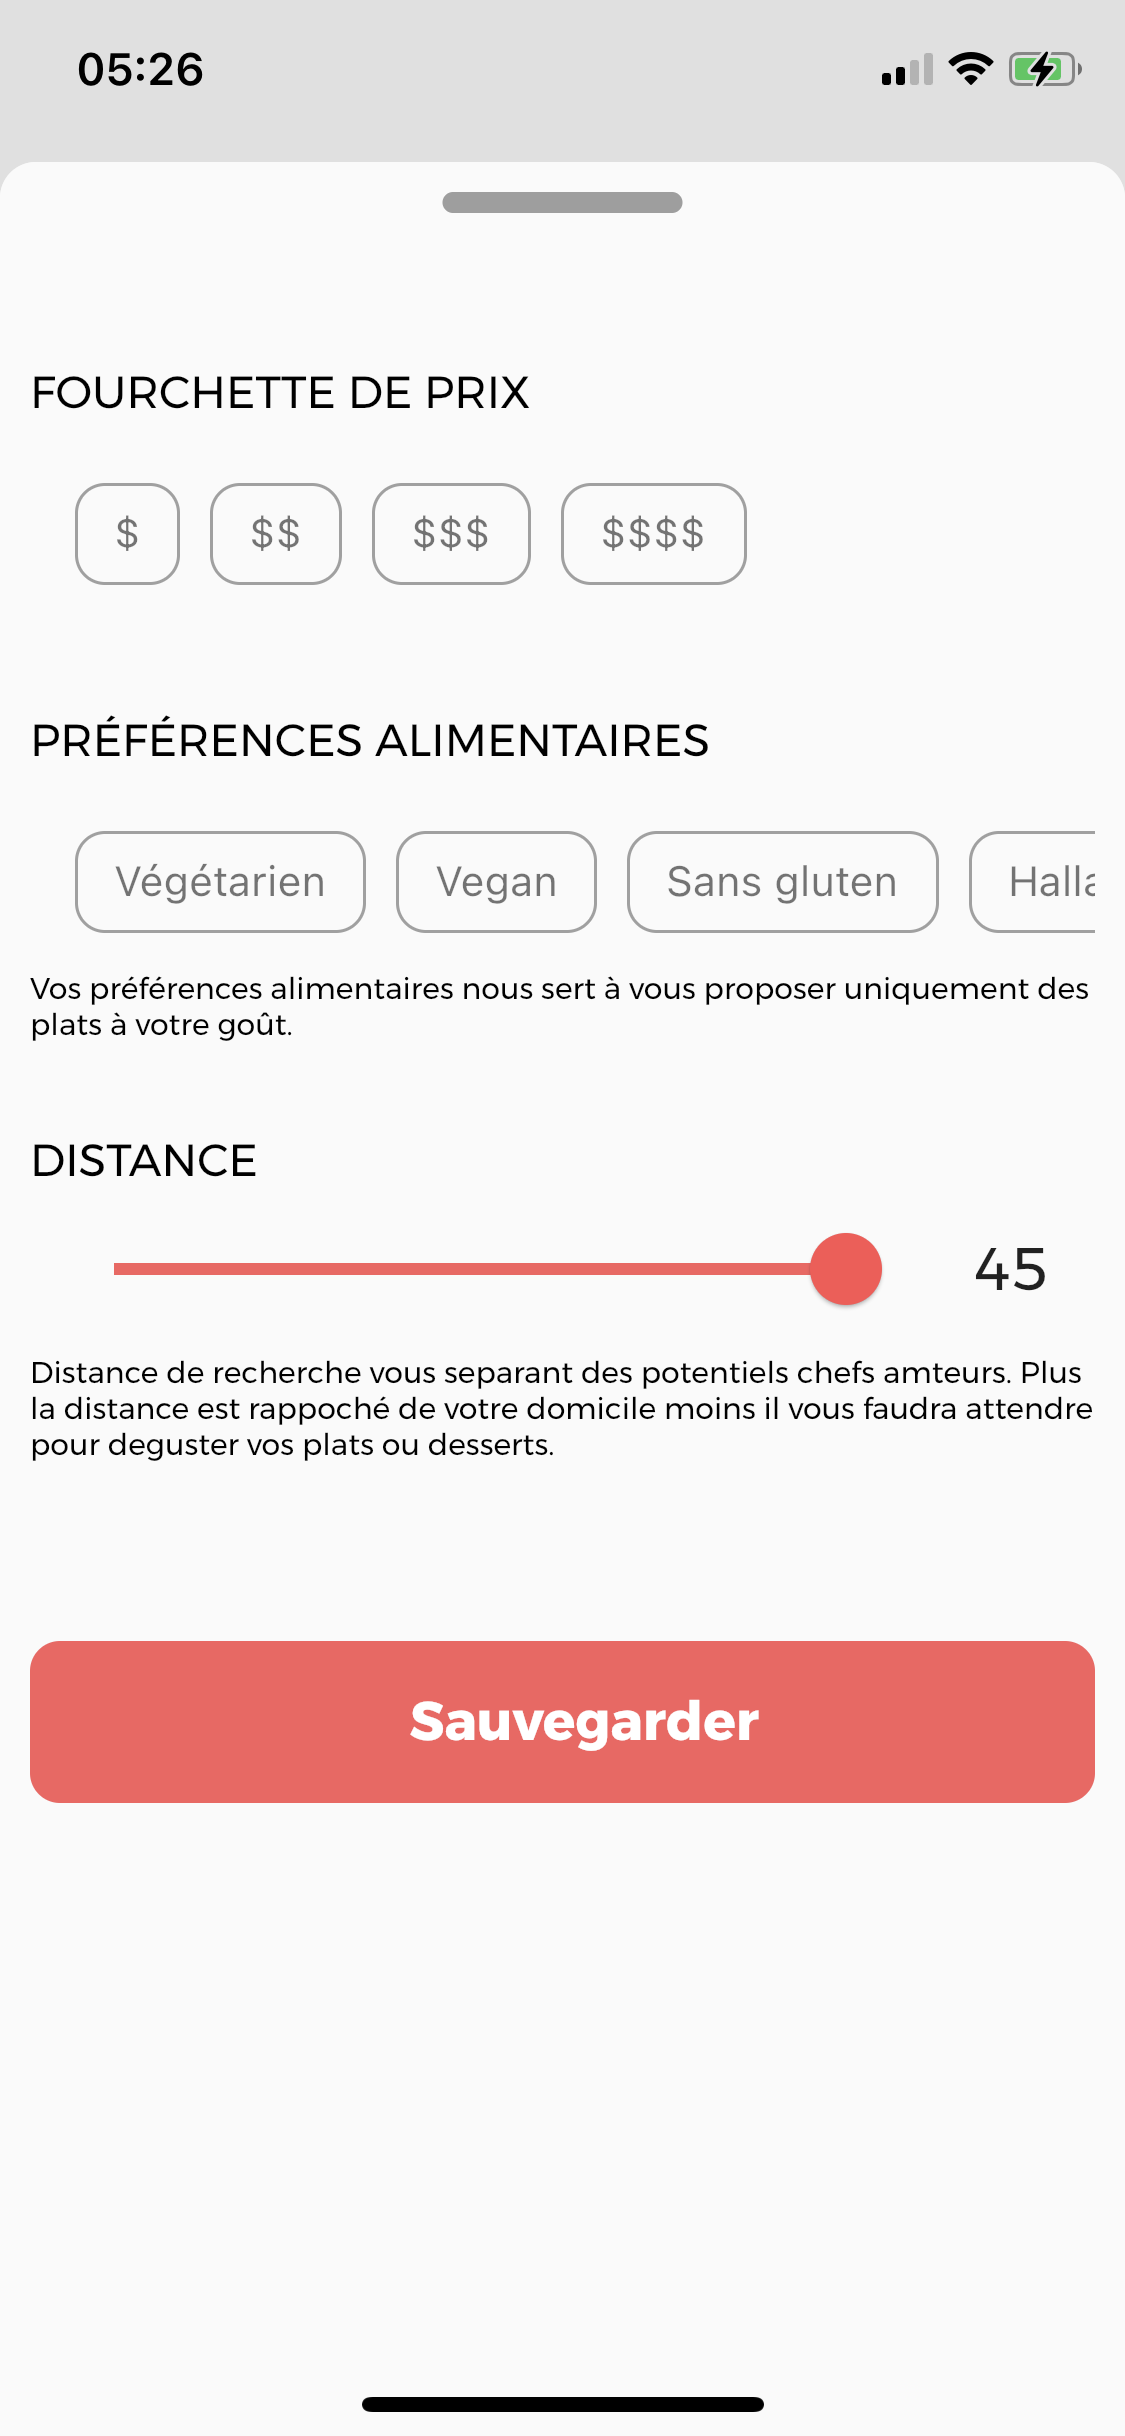 05:26
FOURCHETTE DE PRIX
$ $$ $$$ $$$$
PRÉFÉRENCES ALIMENTAIRES
Végétarien Vegan Sans gluten Halla
Vos préférences alimentaires nous sert à vous proposer uniquement des
plats à votre goût.
DISTANCE
45
Distance de recherche vous separant des potentiels chefs amteurs. Plus
la distance est rappoché de votre domicile moins il vous faudra attendre
pour deguster vos plats ou desserts.
Sauvegarder